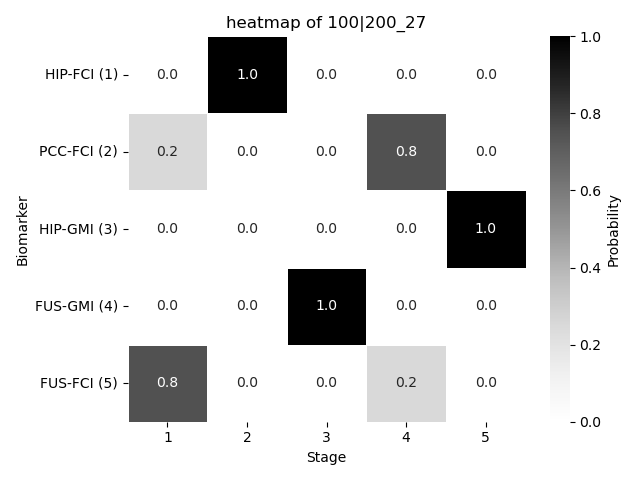 heatmap of 100|200_27
HIP-FCI (1) 0.0 1.0 0.0 0.0 0.0
PCC-FCI (2) 0.2 0.0 0.0 0.8 0.0
HIP-GMI (3) 0.0 0.0 0.0 0.0 1.0
FUS-GMI (4) 0.0 0.0 1.0 0.0 0.0
FUS-FCI (5) 0.8 0.0 0.0 0.2 0.0
1 2 3 4 5
Stage
Biomarker
1.0
0.8
0.6
0.4
0.2
0.0
Probability